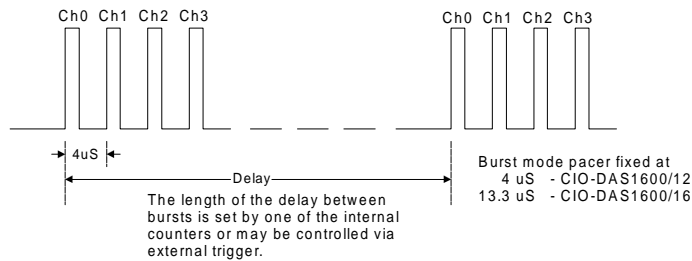 Ch0 Ch1 Ch2 Ch3
Ch0 Ch1 Ch2 Ch3
4uS
Delay
The length of the delay between
bursts is set by one of the internal
counters or may be controlled via
external trigger.
Burst mode pacer fixed at
4 uS - CIO-DAS1600/12
13.3 uS - CIO-DAS1600/16